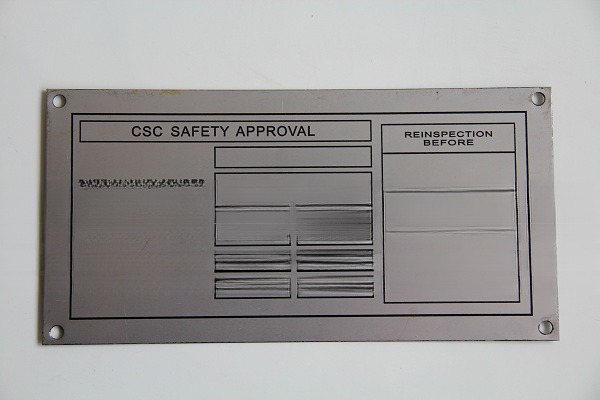 CSC SAFETY APPROVAL
REINSPECTION
BEFORE